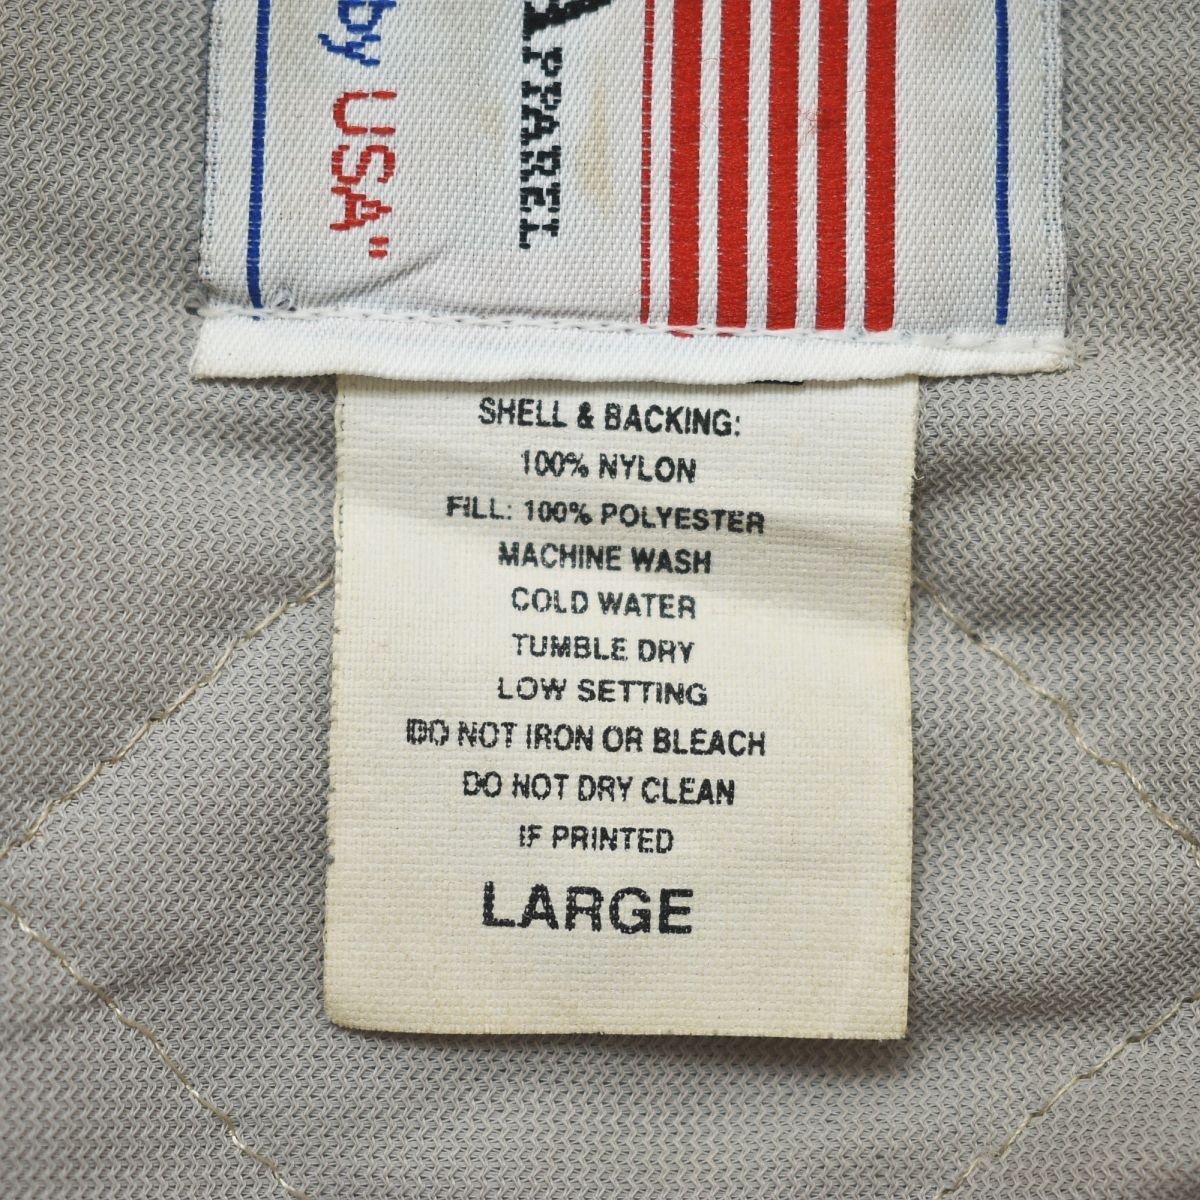 by USA"
APPAREL
SHELL & BACKING:
100% NYLON
FILL: 100% POLYESTER
MACHINE WASH
COLD WATER
TUMBLE DRY
LOW SETTING
DO NOT IRON OR BLEACH
DO NOT DRY CLEAN
IF PRINTED
LARGE